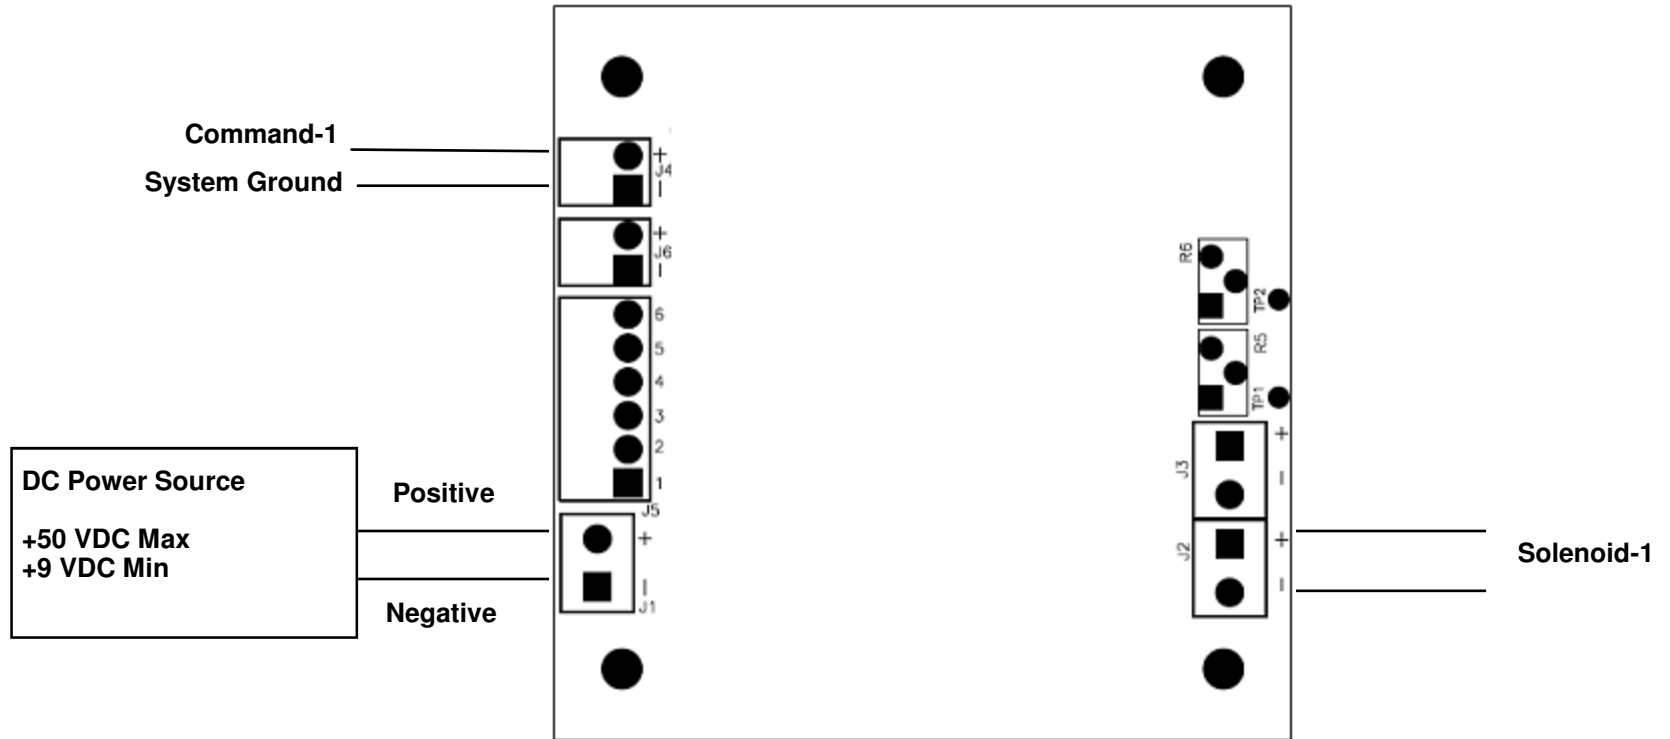 Command-1
System Ground
+
J4
–
+
J6
–
6
5
4
3
2
1
J5
DC Power Source
+50 VDC Max
+9 VDC Min
Positive
Negative
+
–
J1
R6
TP2
R5
TP1
+
J3
–
+
J2
–
Solenoid-1